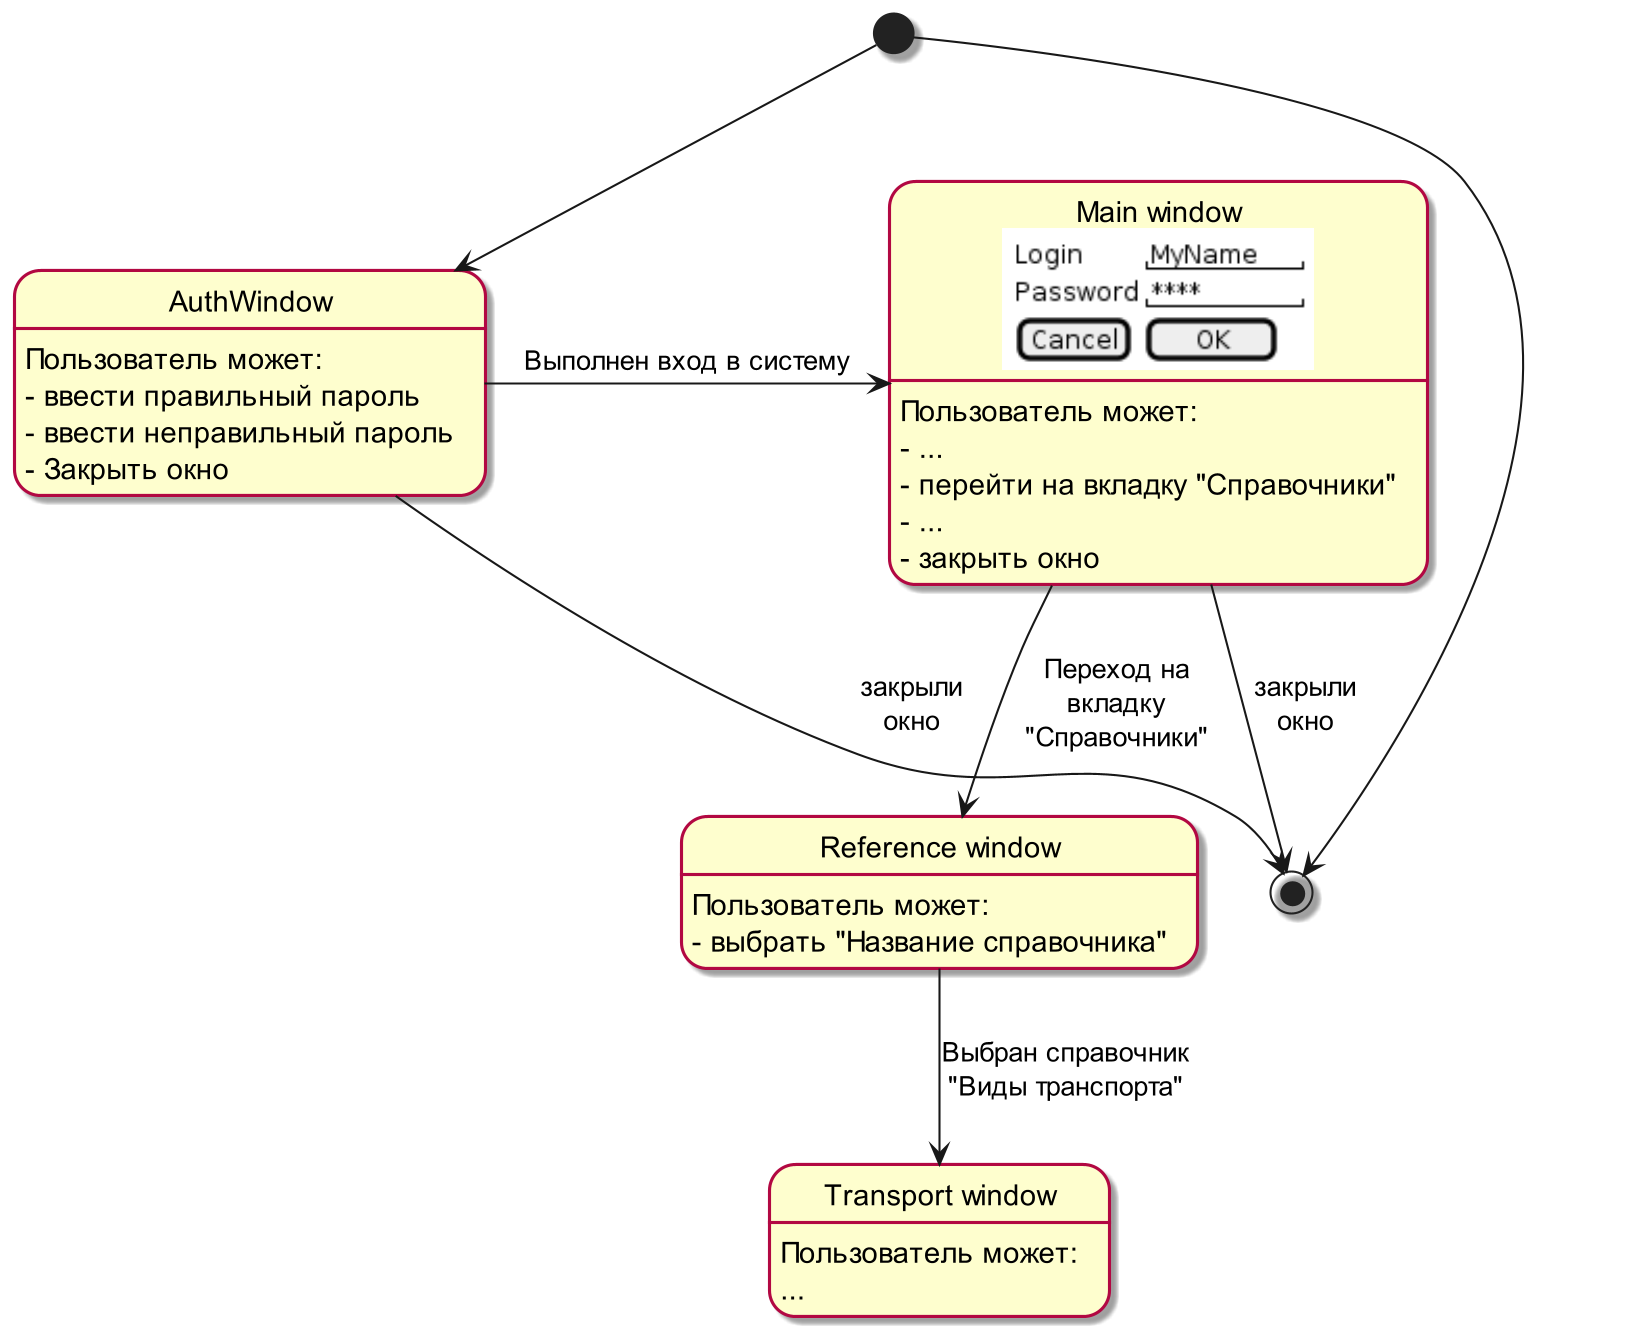 Main window
Login MyName
Password ****
Cancel OK
AuthWindow
Пользователь может:
- ввести правильный пароль
- ввести неправильный пароль
- Закрыть окно
Выполнен вход в систему
Пользователь может:
- ...
- перейти на вкладку "Справочники"
- ...
- закрыть окно
закрыли
окно
Переход на
вкладку
"Справочники"
закрыли
окно
Reference window
Пользователь может:
- выбрать "Название справочника"
Выбран справочник
"Виды транспорта"
Transport window
Пользователь может:
...